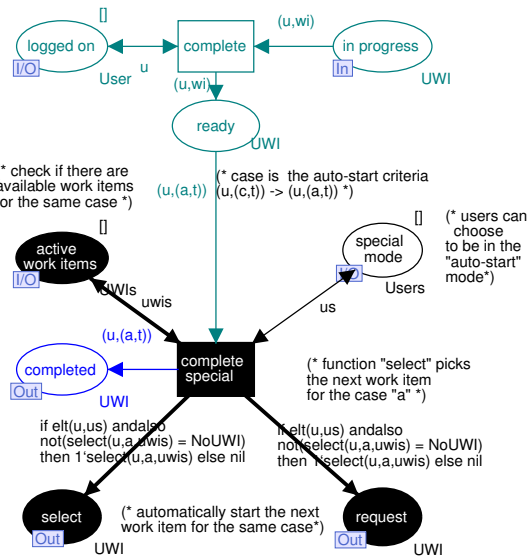 []
logged on
I/O
User
u
complete
(u,wi)
in progress
In
UWI
(u,wi)
ready
UWI
(* check if there are
available work items
for the same case *)
(u,(a,t))
(* case is the auto-start criteria
(u,(c,t)) -> (u,(a,t)) *)
[]
active
work items
I/O
UWIs
uwis
[]
special
mode
I/O
Users
us
(* users can
choose
to be in the
"auto-start"
mode*)
(u,(a,t))
completed
Out
UWI
complete
special
(* function "select" picks
the next work item
for the case "a" *)
if elt(u,us) andalso
not(select(u,a,uwis) = NoUWI)
then 1`select(u,a,uwis) else nil
if elt(u,us) andalso
not(select(u,a,uwis) = NoUWI)
then 1`select(u,a,uwis) else nil
select
Out
UWI
(* automatically start the next
work item for the same case*)
request
Out
UWI